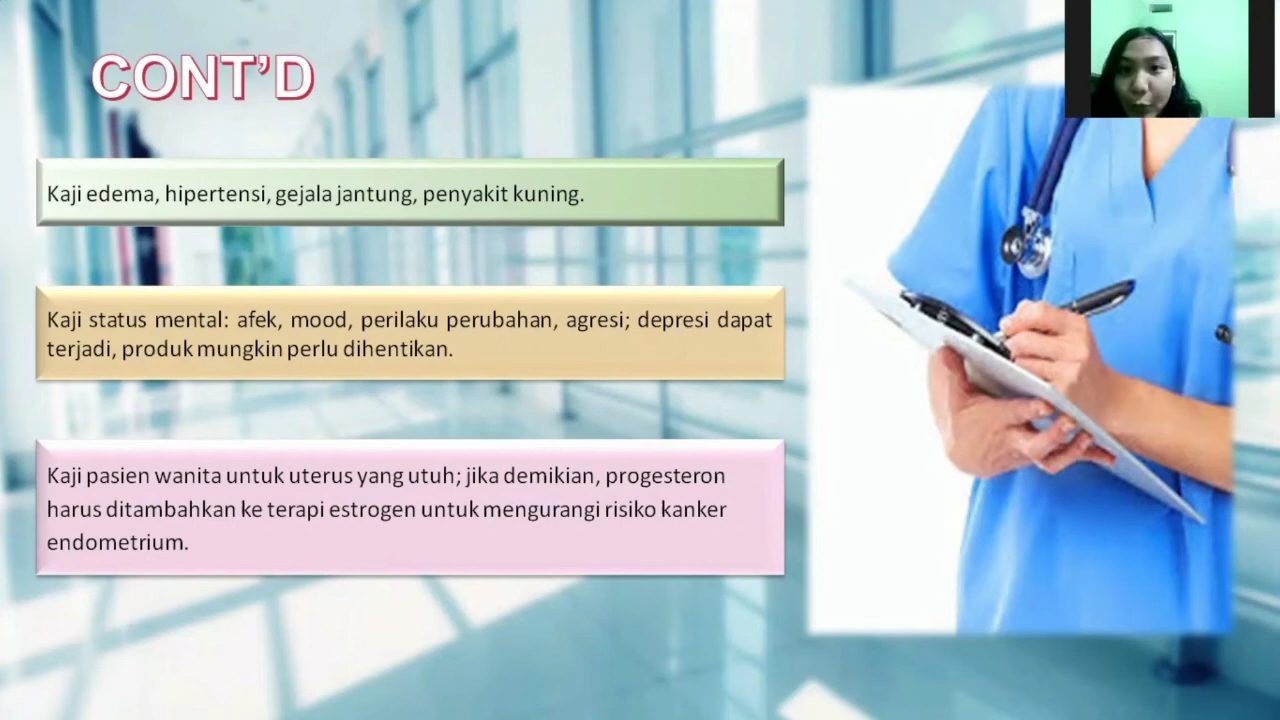 CONT’D
Kaji edema, hipertensi, gejala jantung, penyakit kuning.
Kaji status mental: afek, mood, perilaku perubahan, agresi; depresi dapat
terjadi, produk mungkin perlu dihentikan.
Kaji pasien wanita untuk uterus yang utuh; jika demikian, progesteron
harus ditambahkan ke terapi estrogen untuk mengurangi risiko kanker
endometrium.